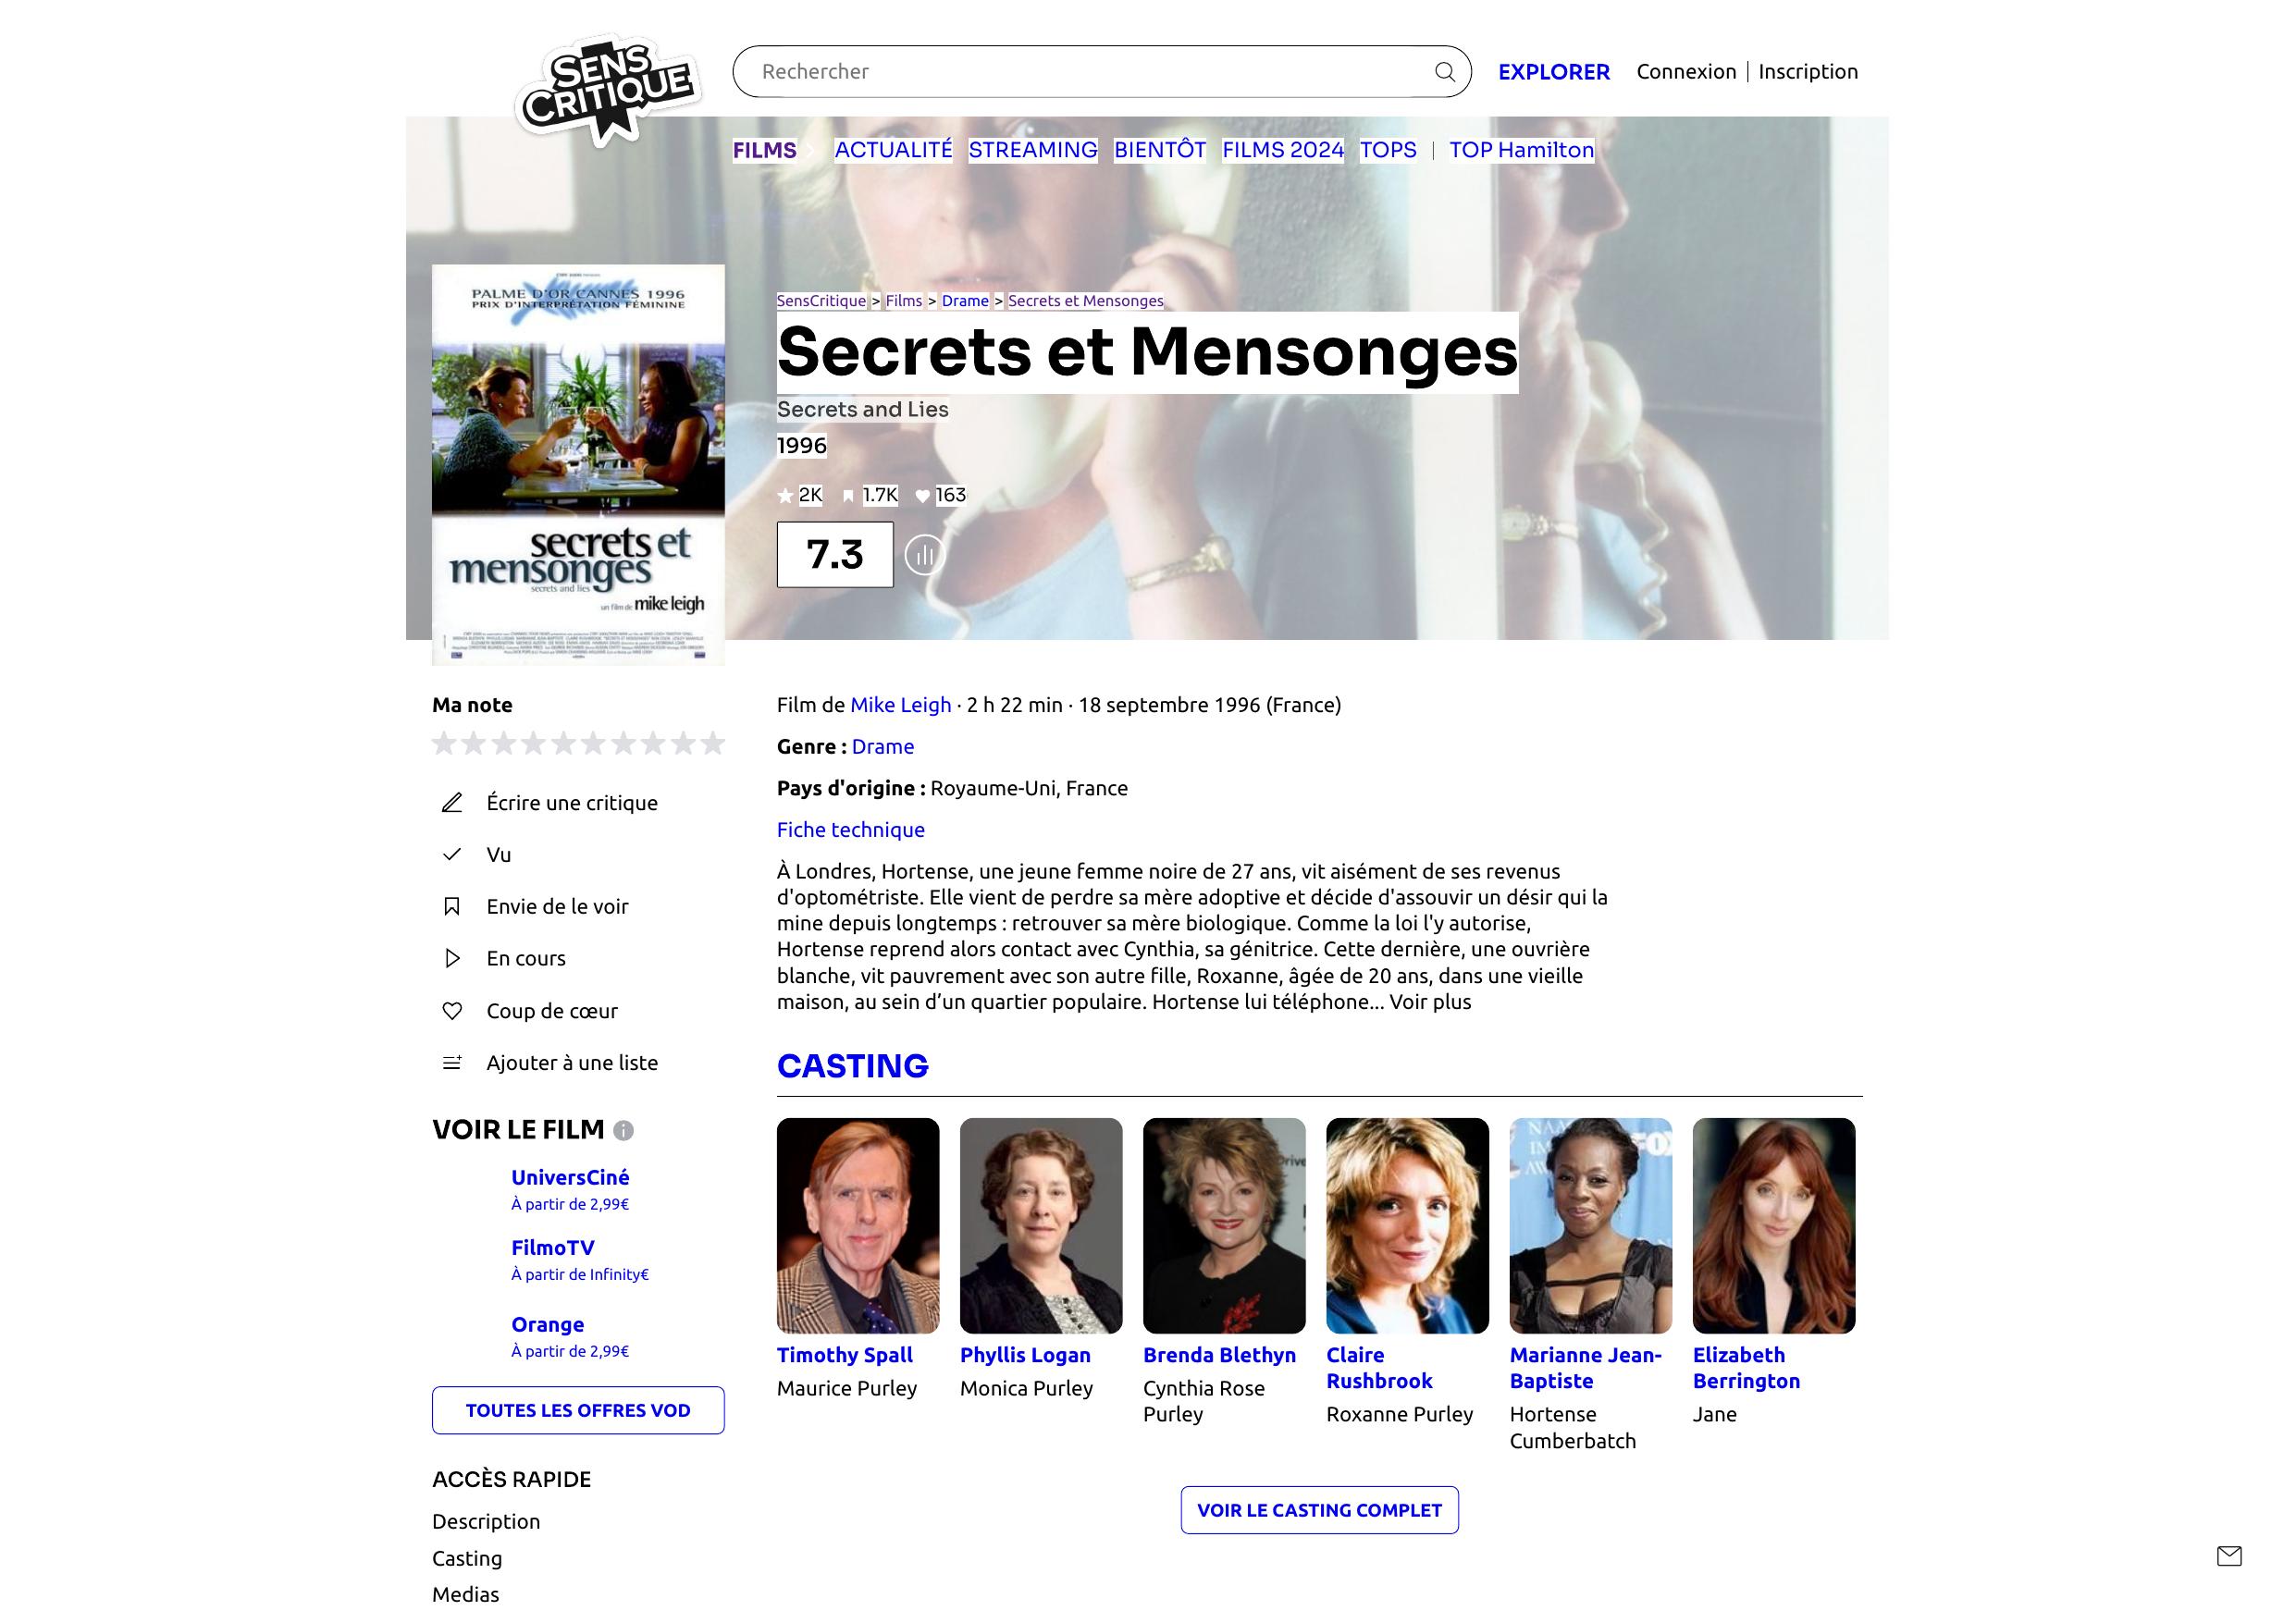 SENS
CRITIQUE
Rechercher
EXPLORER
Connexion | Inscription
FILMS
ACTUALITÉ
STREAMING
BIENTÔT
FILMS 2024
TOPS
|
TOP Hamilton
SensCritique > Films > Drame > Secrets et Mensonges
Secrets et Mensonges
Secrets and Lies
1996
2K
1.7K
163
7.3
PALME D'OR CANNES 1996
PRIX D'INTERPRÉTATION FÉMININE
secrets et
mensonges
secrets and lies
un film de mike leigh
Ma note
Écrire une critique
Vu
Envie de le voir
En cours
Coup de cœur
Ajouter à une liste
VOIR LE FILM
UniversCiné
À partir de 2,99€
FilmoTV
À partir de Infinity€
Orange
À partir de 2,99€
TOUTES LES OFFRES VOD
ACCÈS RAPIDE
Description
Casting
Medias
Film de Mike Leigh · 2 h 22 min · 18 septembre 1996 (France)
Genre : Drame
Pays d'origine : Royaume-Uni, France
Fiche technique
À Londres, Hortense, une jeune femme noire de 27 ans, vit aisément de ses revenus
d'optométriste. Elle vient de perdre sa mère adoptive et décide d'assouvir un désir qui la
mine depuis longtemps : retrouver sa mère biologique. Comme la loi l'y autorise,
Hortense reprend alors contact avec Cynthia, sa génitrice. Cette dernière, une ouvrière
blanche, vit pauvrement avec son autre fille, Roxanne, âgée de 20 ans, dans une vieille
maison, au sein d’un quartier populaire. Hortense lui téléphone... Voir plus
CASTING
Timothy Spall
Maurice Purley
Phyllis Logan
Monica Purley
Brenda Blethyn
Cynthia Rose
Purley
Claire
Rushbrook
Roxanne Purley
Marianne Jean-
Baptiste
Hortense
Cumberbatch
Elizabeth
Berrington
Jane
VOIR LE CASTING COMPLET